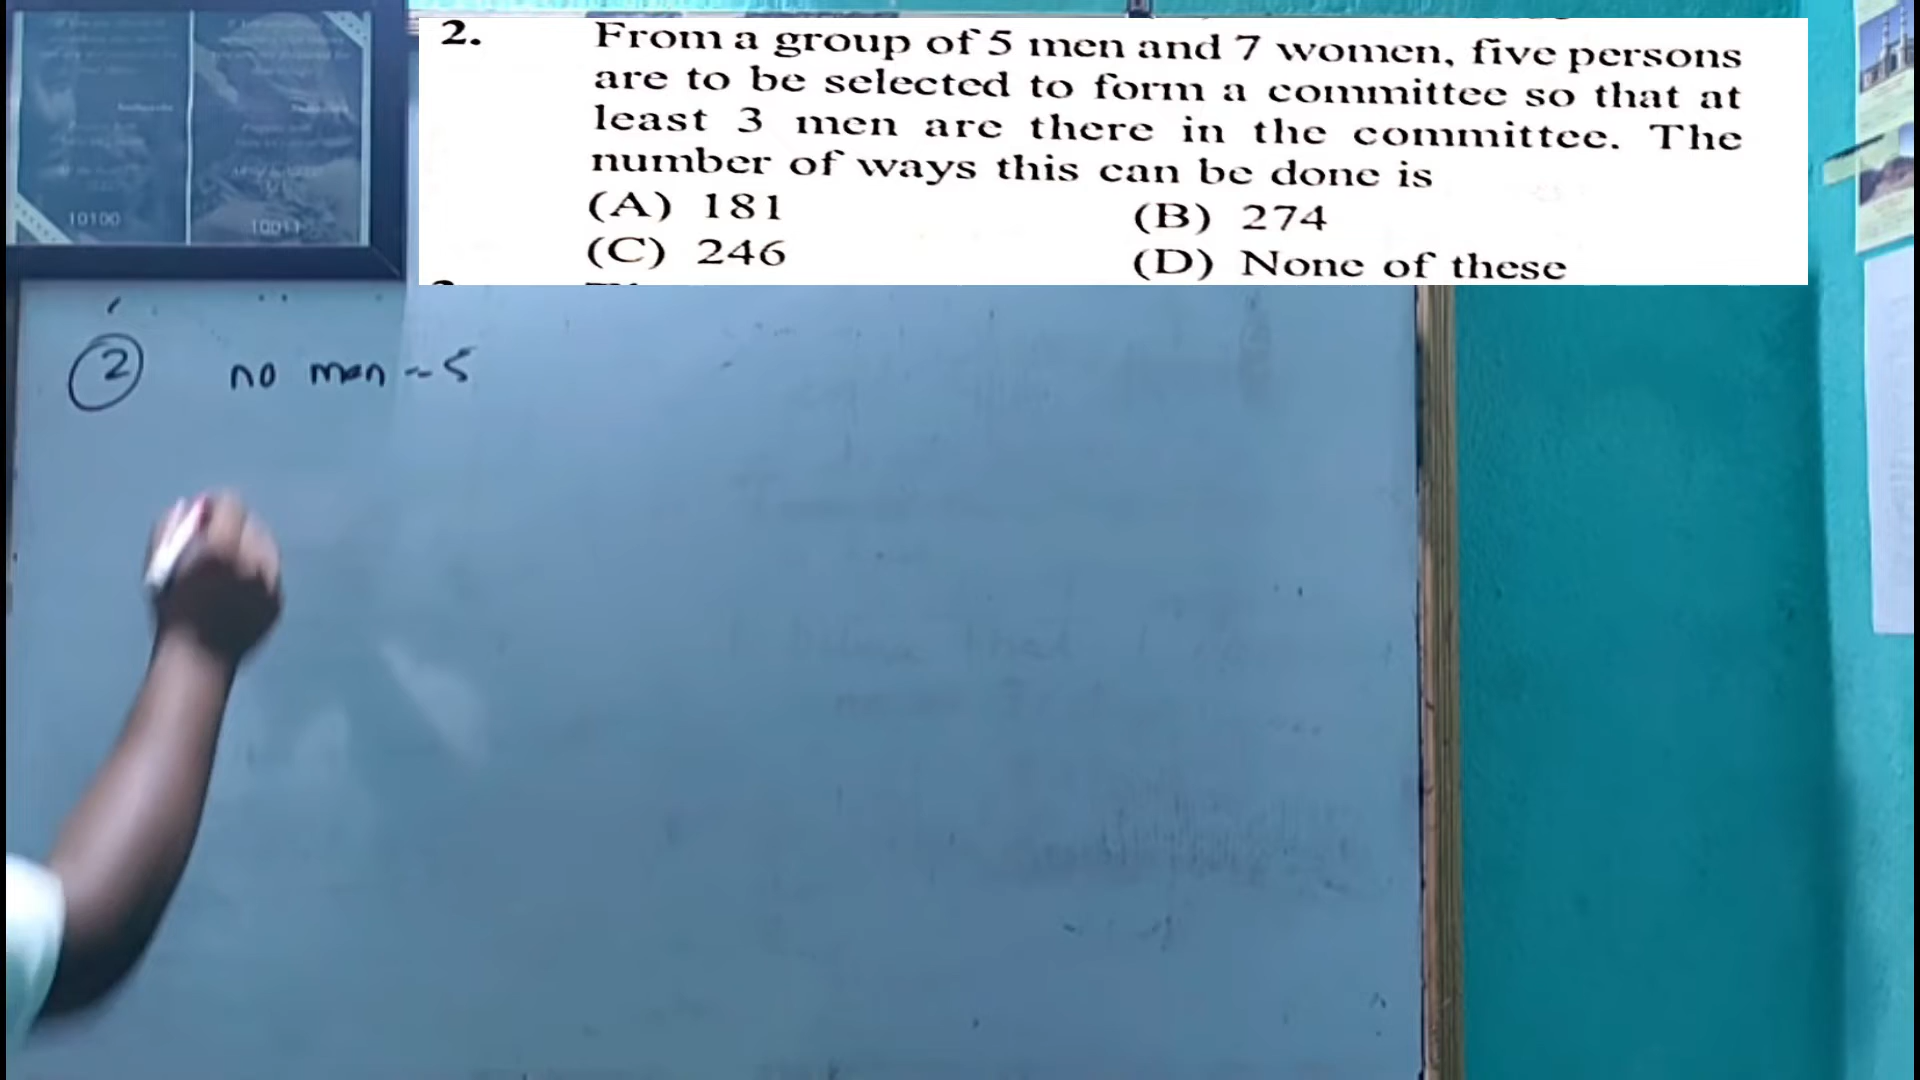 2. From a group of 5 men and 7 women, five persons
are to be selected to form a committee so that at
least 3 men are there in the committee. The
number of ways this can be done is
(A) 181 (B) 274
(C) 246 (D) None of these
10100
10011
2 no men - 5